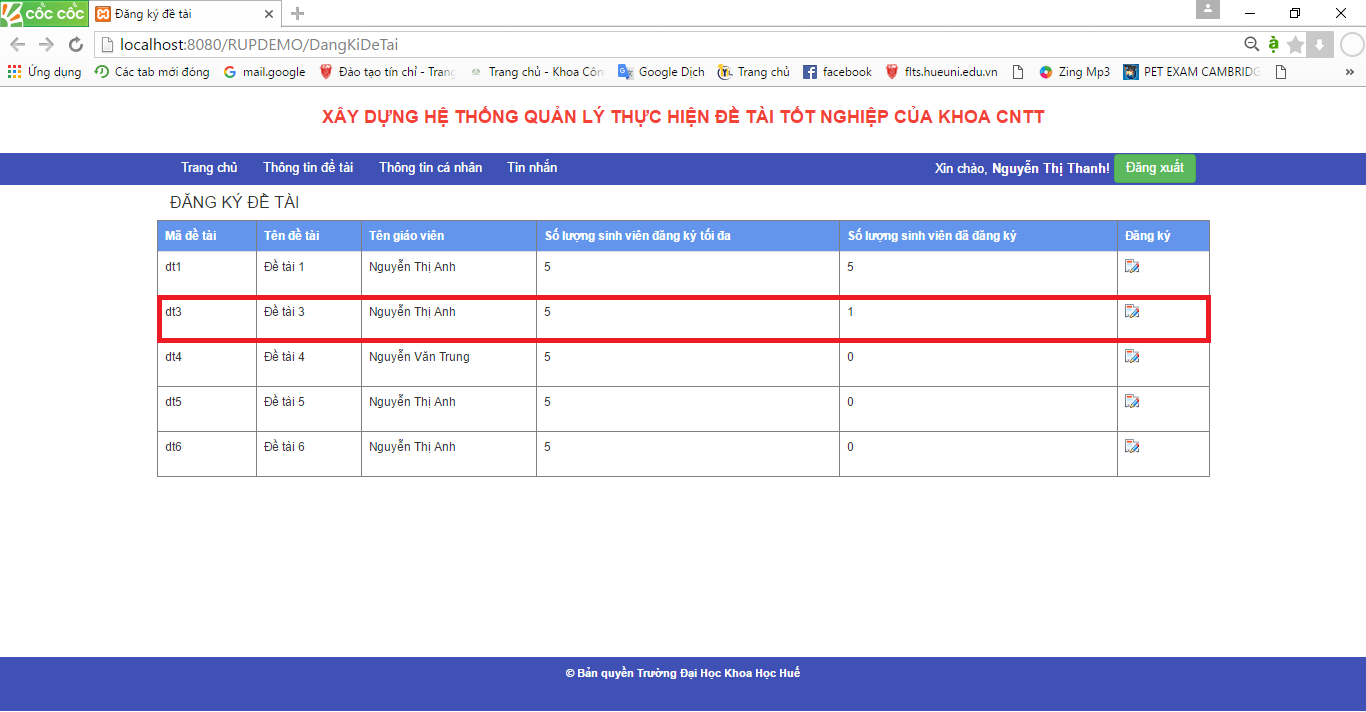 cốc cốc Đăng ký đề tài
localhost:8080/RUPDEMO/DangKiDeTai
Ứng dụng Các tab mới đóng mail.google Đào tạo tín chỉ - Trang Trang chủ - Khoa Côn Google Dịch Trang chủ facebook flts.hueuni.edu.vn Zing Mp3 PET EXAM CAMBRIDG »
XÂY DỰNG HỆ THỐNG QUẢN LÝ THỰC HIỆN ĐỀ TÀI TỐT NGHIỆP CỦA KHOA CNTT
Trang chủ Thông tin đề tài Thông tin cá nhân Tin nhắn Xin chào, Nguyễn Thị Thanh! Đăng xuất
ĐĂNG KÝ ĐỀ TÀI
Mã đề tài Tên đề tài Tên giáo viên Số lượng sinh viên đăng ký tối đa Số lượng sinh viên đã đăng ký Đăng ký
dt1 Đề tài 1 Nguyễn Thị Anh 5 5
dt3 Đề tài 3 Nguyễn Thị Anh 5 1
dt4 Đề tài 4 Nguyễn Văn Trung 5 0
dt5 Đề tài 5 Nguyễn Thị Anh 5 0
dt6 Đề tài 6 Nguyễn Thị Anh 5 0
© Bản quyền Trường Đại Học Khoa Học Huế